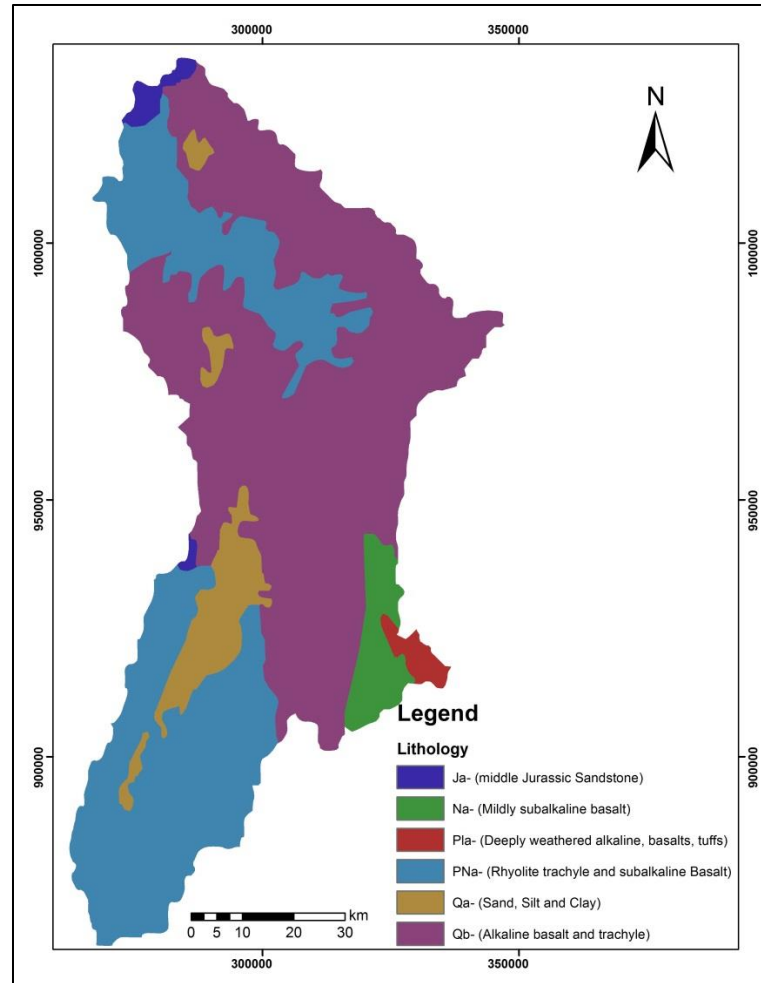 300000 350000
N
1000000 1000000
950000 950000
900000 900000
Legend
Lithology
Ja- (middle Jurassic Sandstone)
Na- (Mildly subalkaline basalt)
Pla- (Deeply weathered alkaline, basalts, tuffs)
PNa- (Rhyolite trachyle and subalkaline Basalt)
Qa- (Sand, Silt and Clay)
Qb- (Alkaline basalt and trachyle)
km
0 5 10 20 30
300000 350000